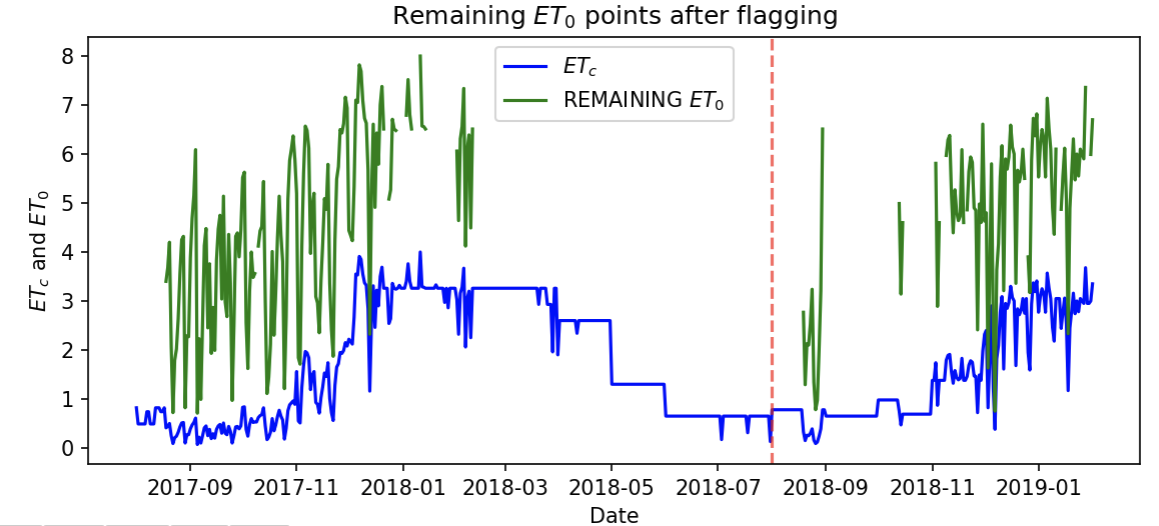 Remaining ET0 points after flagging
ETc
REMAINING ET0
ETc and ET0
8
7
6
5
4
3
2
1
0
2017-09 2017-11 2018-01 2018-03 2018-05 2018-07 2018-09 2018-11 2019-01
Date